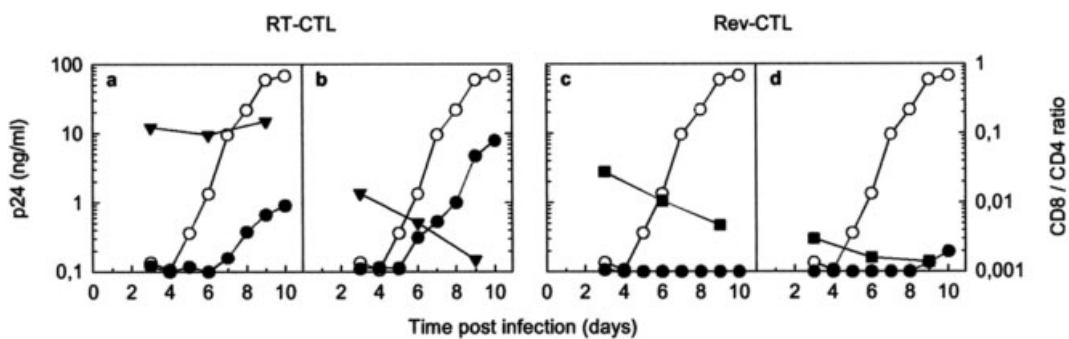 RT-CTL Rev-CTL
a b c d
p24 (ng/ml)
100
10
1
0,1
CD8 / CD4 ratio
1
0,1
0,01
0,001
0 2 4 6 8 10 0 2 4 6 8 10 0 2 4 6 8 10 0 2 4 6 8 10
Time post infection (days)